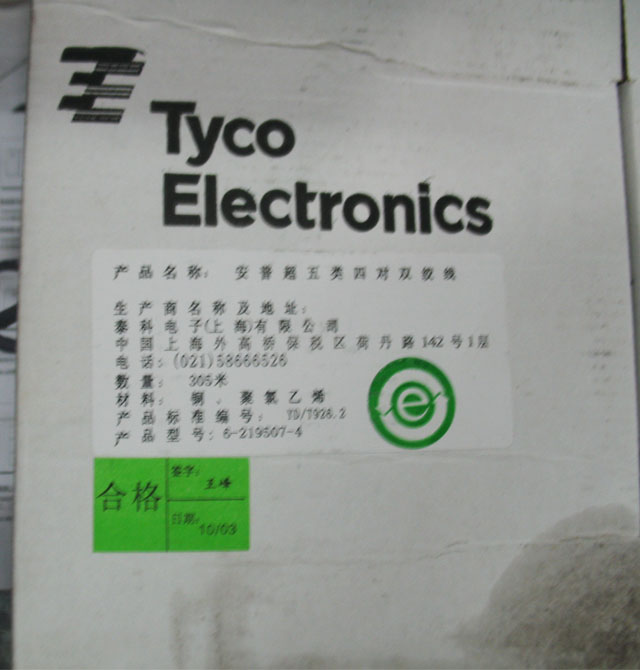 Tyco
Electronics
产品名称: 安普超五类四对双绞线
生产商名称及地址:
泰科电子(上海)有限公司
中国上海外高桥保税区荷丹路142号1层
电话: (021)58666526
数量: 305米
材料: 铜、聚氯乙烯
产品标准编号: YD/T926.2
产品型号: 6-219507-4
合格
签字:
王峰
日期:
10/03